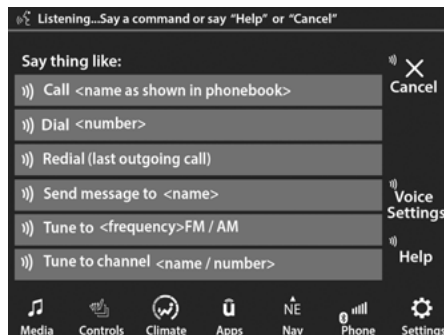 Listening...Say a command or say “Help” or “Cancel”
Say thing like:
Call <name as shown in phonebook>
Dial <number>
Redial (last outgoing call)
Send message to <name>
Tune to <frequency>FM / AM
Tune to channel <name / number>
Cancel
Voice
Settings
Help
NE
Media Controls Climate Apps Nav Phone Settings